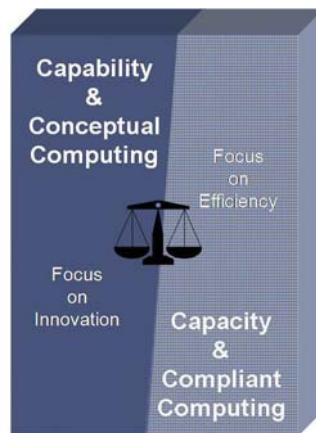 Capability
&
Conceptual
Computing
Focus
on
Efficiency
Focus
on
Innovation
Capacity
&
Compliant
Computing